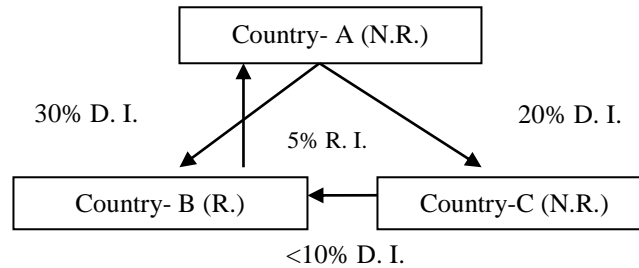 Country- A (N.R.)
30% D. I.
20% D. I.
5% R. I.
Country- B (R.)
Country-C (N.R.)
<10% D. I.